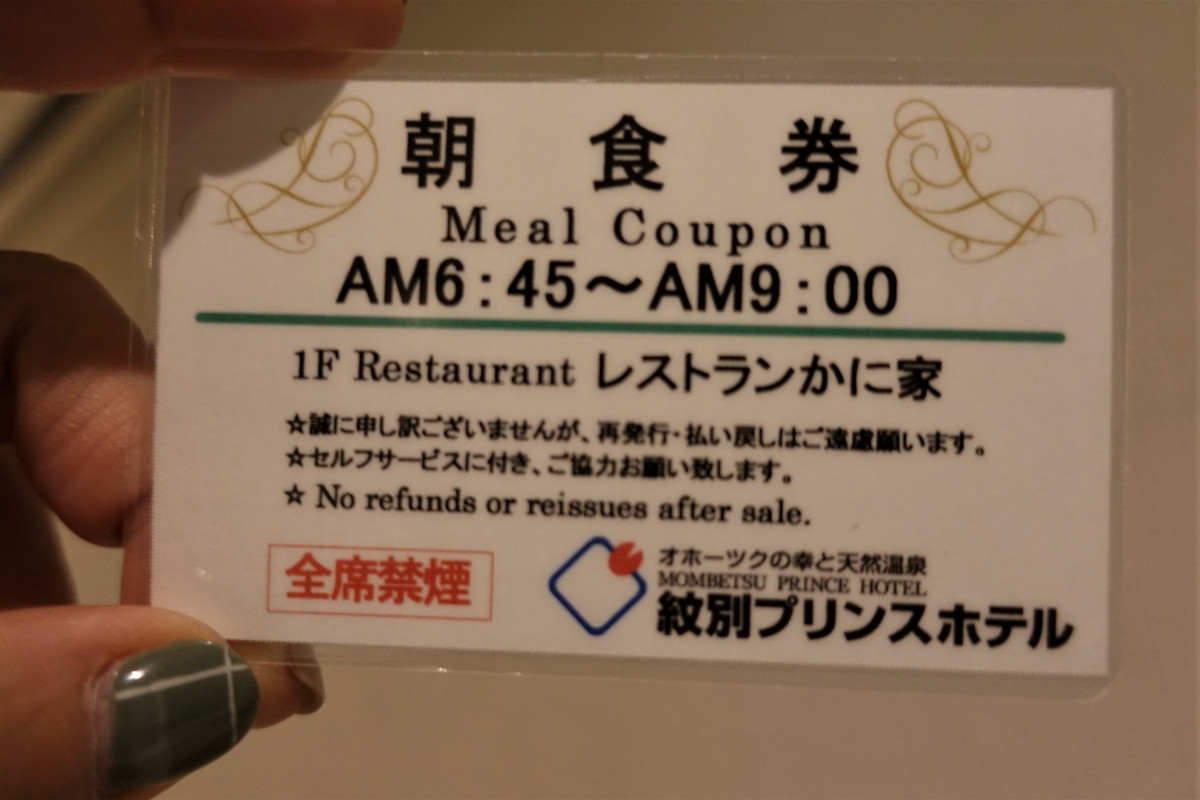 朝食券
Meal Coupon
AM6:45～AM9:00
1F Restaurant レストランかに家
☆誠に申し訳ございませんが、再発行・払い戻しはご遠慮願います。
☆セルフサービスに付き、ご協力お願い致します。
☆ No refunds or reissues after sale.
全席禁煙
オホーツクの幸と天然温泉
MOMBETSU PRINCE HOTEL
紋別プリンスホテル